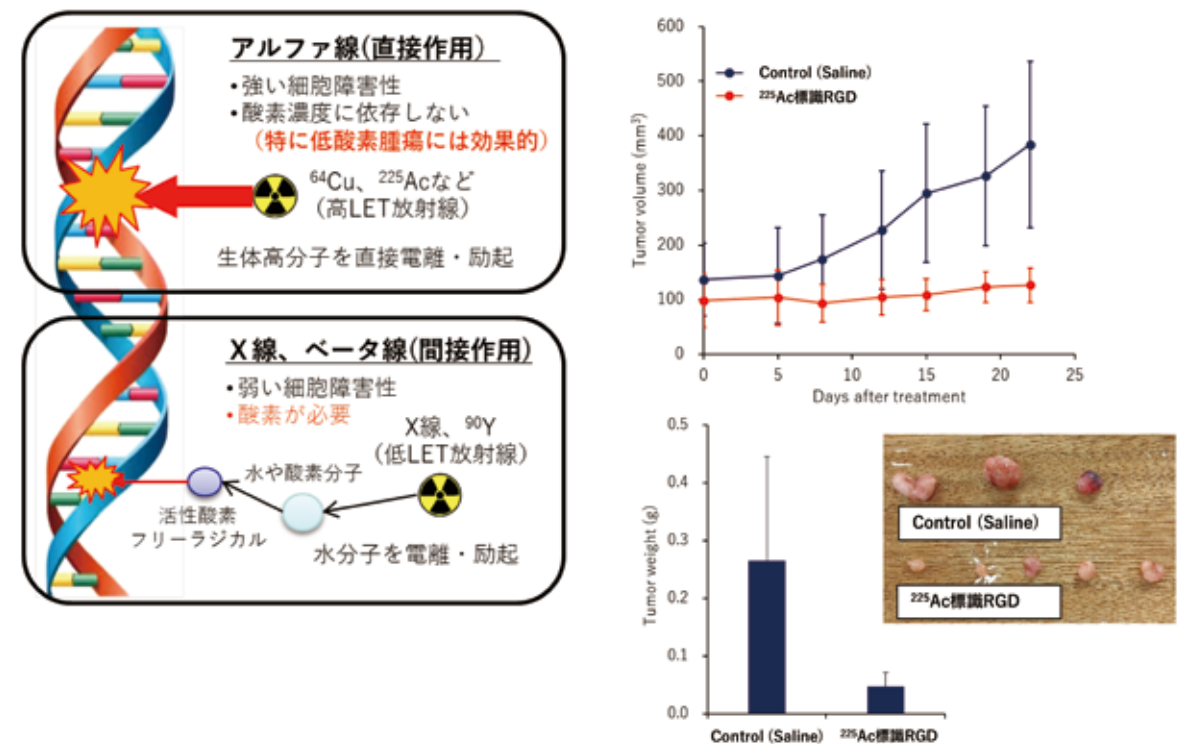 アルファ線(直接作用)
•強い細胞障害性
•酸素濃度に依存しない
(特に低酸素腫瘍には効果的)
⁶⁴Cu、²²⁵Acなど
(高LET放射線)
生体高分子を直接電離・励起
X線、ベータ線(間接作用)
•弱い細胞障害性
•酸素が必要
X線、⁹⁰Y
(低LET放射線)
水や酸素分子
活性酸素
フリーラジカル
水分子を電離・励起
600
500
400
300
200
100
0
Tumor volume (mm³)
Control (Saline)
²²⁵Ac標識RGD
0 5 10 15 20 25
Days after treatment
0.5
0.4
0.3
0.2
0.1
0.0
Tumor weight (g)
Control (Saline) ²²⁵Ac標識RGD
Control (Saline)
²²⁵Ac標識RGD